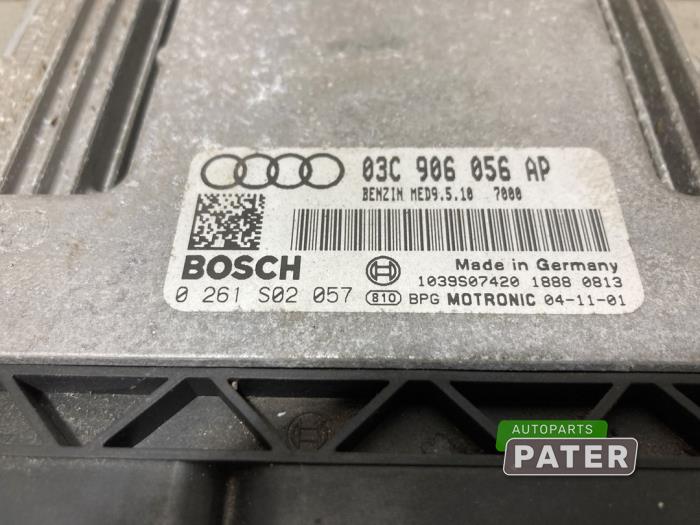 03C 906 056 AP
BENZIN MED9.5.10 7000
BOSCH
Made in Germany
1039S07420 1888 0813
0 261 S02 057 810 BPG MOTRONIC 04-11-01
AUTOPARTS
PATER